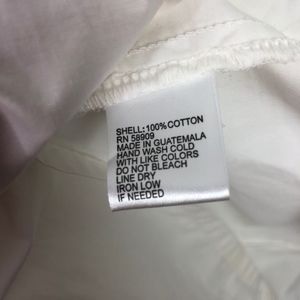 SHELL: 100% COTTON
RN 58909
MADE IN GUATEMALA
HAND WASH COLD
WITH LIKE COLORS
DO NOT BLEACH
LINE DRY
IRON LOW
IF NEEDED